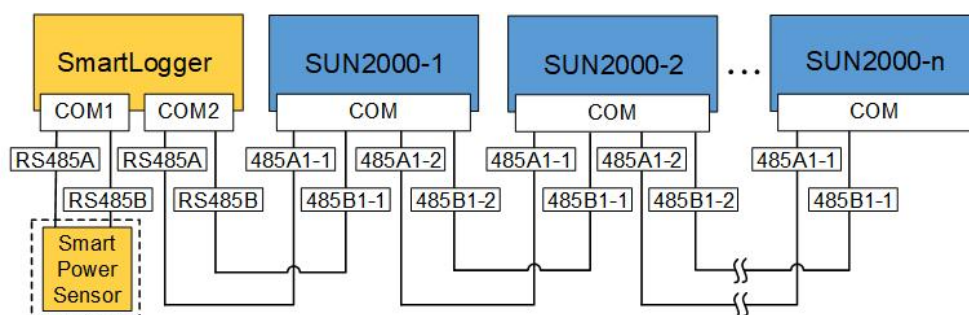 SmartLogger
SUN2000-1
SUN2000-2
...
SUN2000-n
COM1
COM2
COM
COM
COM
RS485A
RS485A
485A1-1
485A1-2
485A1-1
485A1-2
485A1-1
RS485B
RS485B
485B1-1
485B1-2
485B1-1
485B1-2
485B1-1
Smart
Power
Sensor